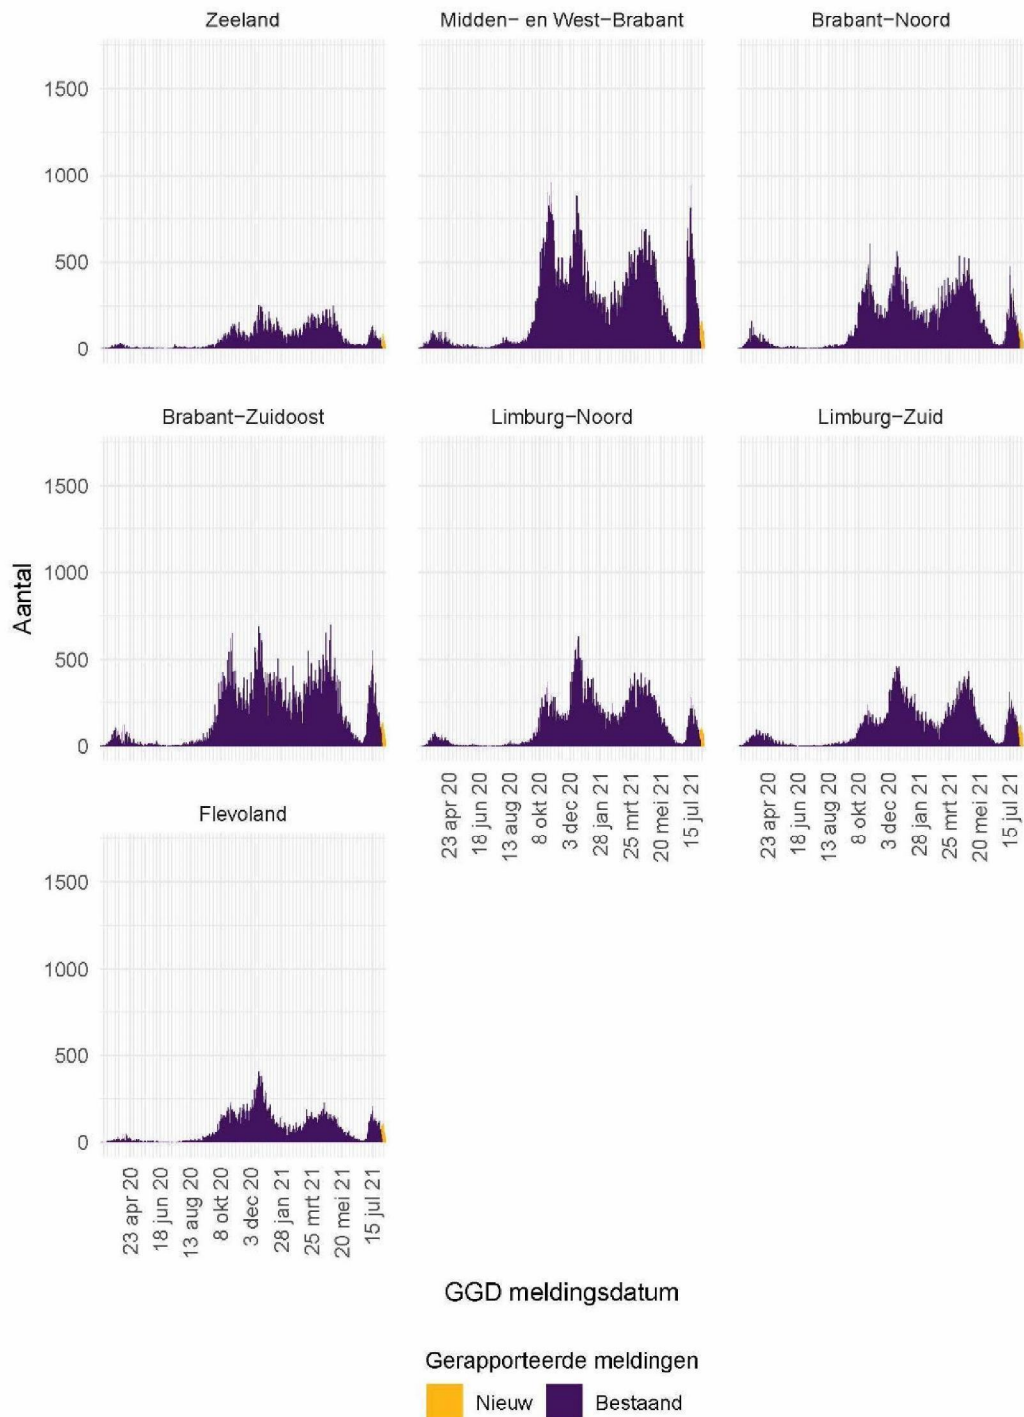 Zeeland
Midden- en West-Brabant
Brabant-Noord
1500
1000
500
0
Brabant-Zuidoost
Limburg-Noord
Limburg-Zuid
1500
1000
500
0
Aantal
23 apr 20
18 jun 20
13 aug 20
8 okt 20
3 dec 20
28 jan 21
25 mrt 21
20 mei 21
15 jul 21
23 apr 20
18 jun 20
13 aug 20
8 okt 20
3 dec 20
28 jan 21
25 mrt 21
20 mei 21
15 jul 21
Flevoland
1500
1000
500
0
23 apr 20
18 jun 20
13 aug 20
8 okt 20
3 dec 20
28 jan 21
25 mrt 21
20 mei 21
15 jul 21
GGD meldingsdatum
Gerapporteerde meldingen
Nieuw
Bestaand